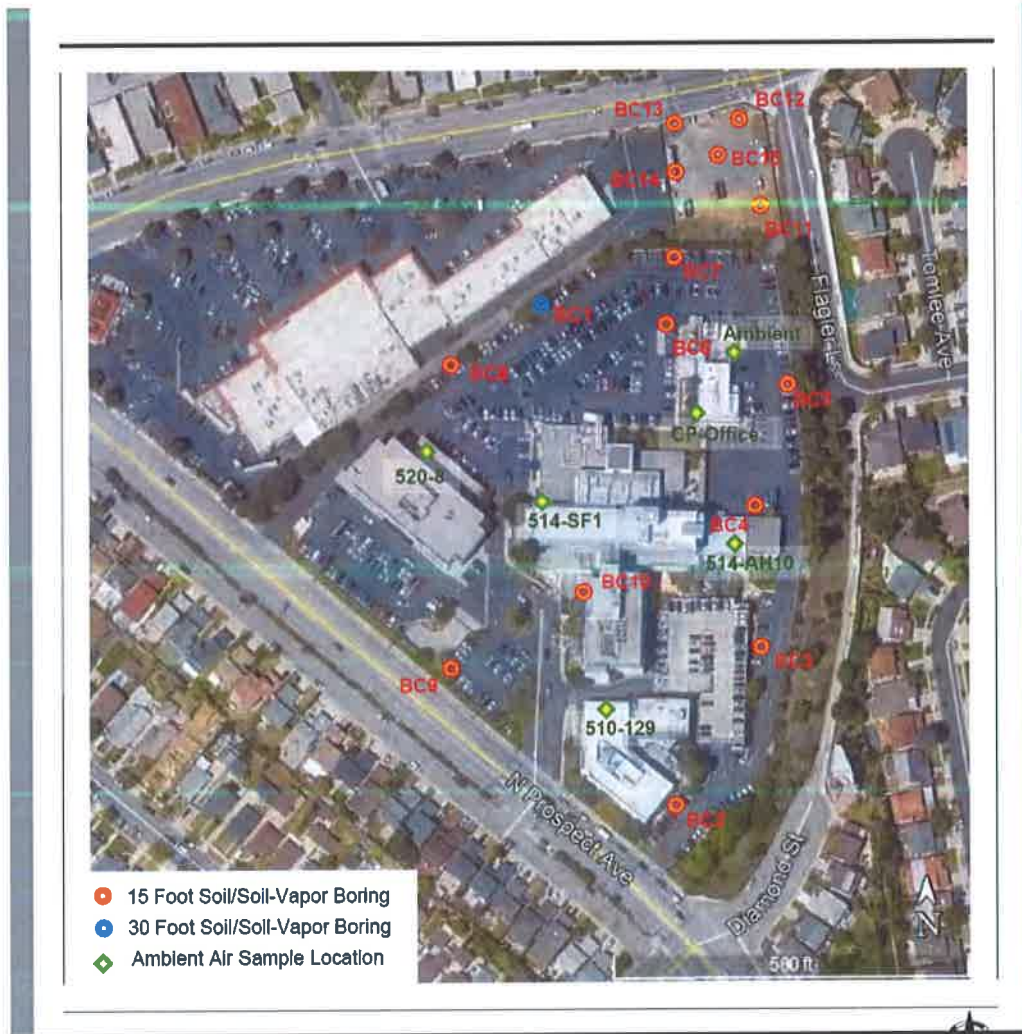 BC13
BC12
BC15
BC14
BC11
BC7
BC1
Flagler Ln
Tomlee Ave
BC6
Ambient
BC8
BC5
CP-Office
520-8
514-SF1
BC4
514-AH10
BC10
BC3
BC9
510-129
N Prospect Ave
BC2
Diamond St
15 Foot Soil/Soil-Vapor Boring
30 Foot Soil/Soil-Vapor Boring
Ambient Air Sample Location
N
500 ft